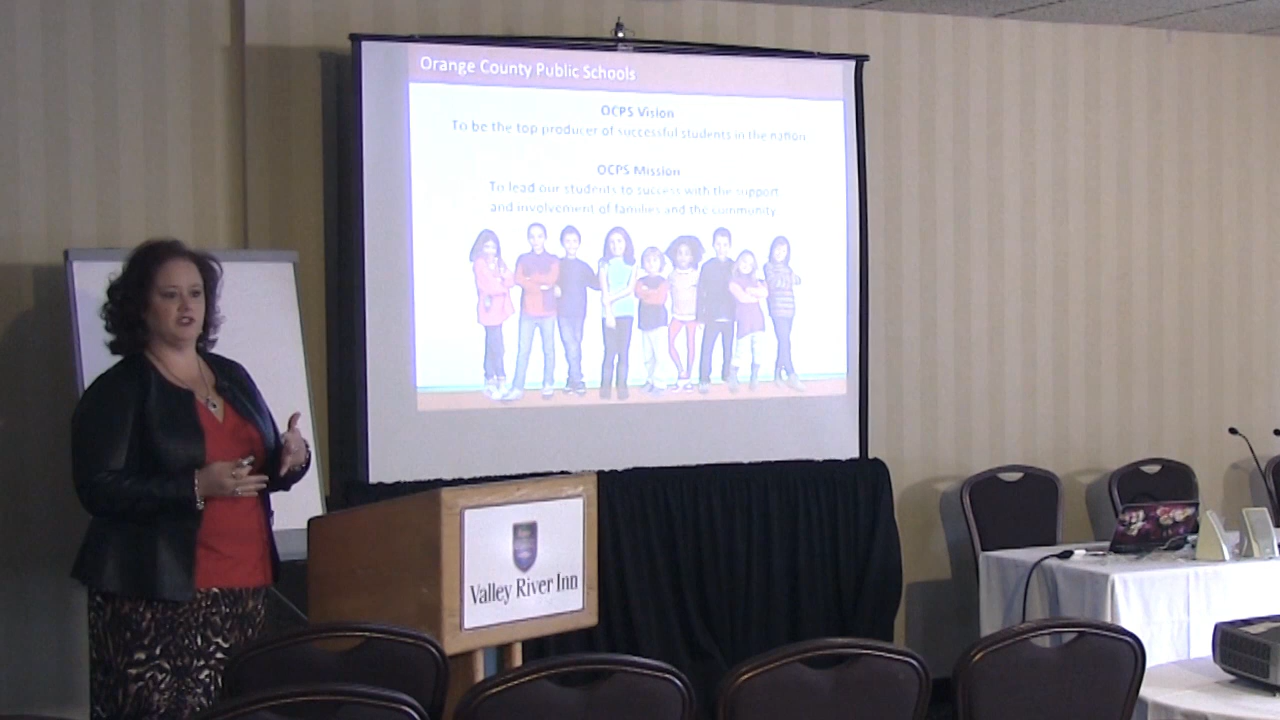 Orange County Public Schools
OCPS Vision
To be the top producer of successful students in the nation
OCPS Mission
To lead our students to success with the support
and involvement of families and the community
Valley River Inn